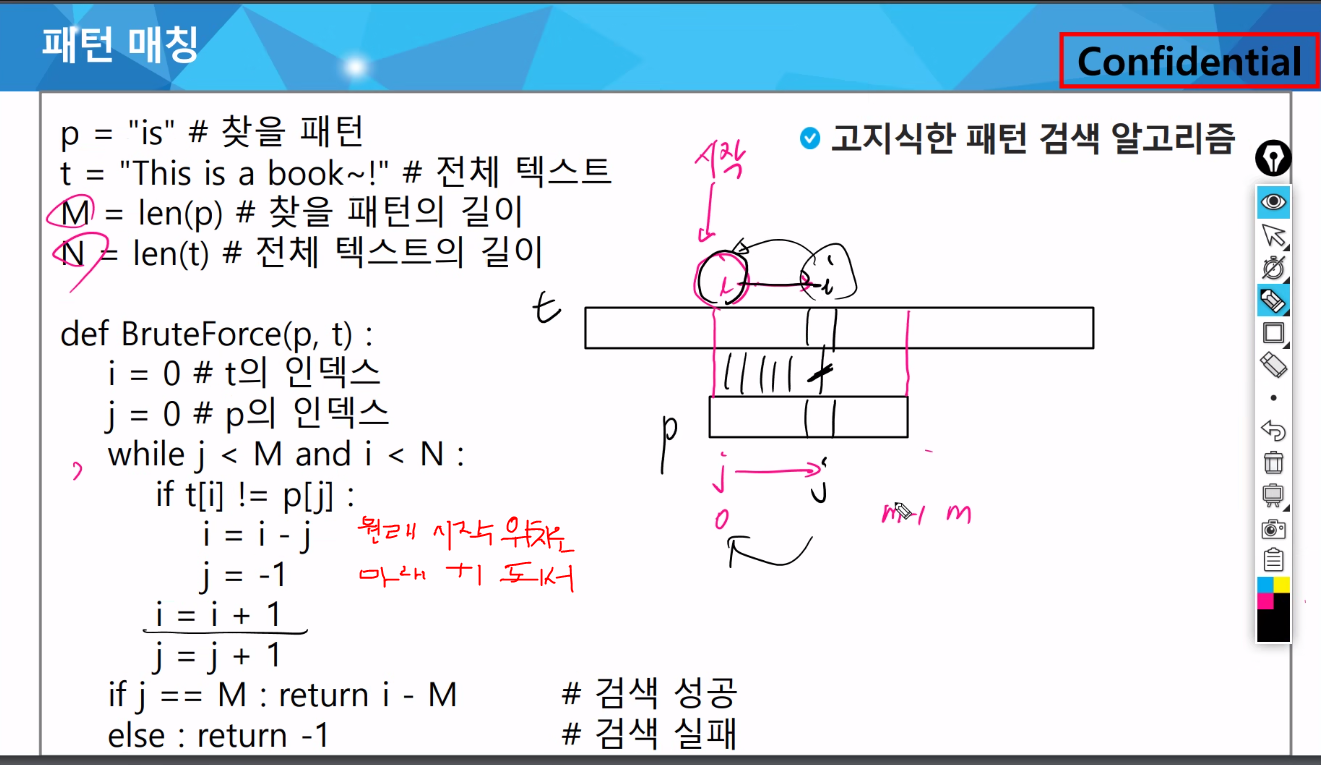 패턴 매칭
Confidential
p = "is" # 찾을 패턴
t = "This is a book~!" # 전체 텍스트
M = len(p) # 찾을 패턴의 길이
N = len(t) # 전체 텍스트의 길이
def BruteForce(p, t) :
i = 0 # t의 인덱스
j = 0 # p의 인덱스
while j < M and i < N :
if t[i] != p[j] :
i = i - j
j = -1
i = i + 1
j = j + 1
if j == M : return i - M # 검색 성공
else : return -1 # 검색 실패
원래 시작 위치는
+1 되서
고지식한 패턴 검색 알고리즘
시작
i i
t
p
j j
0 m-1 m